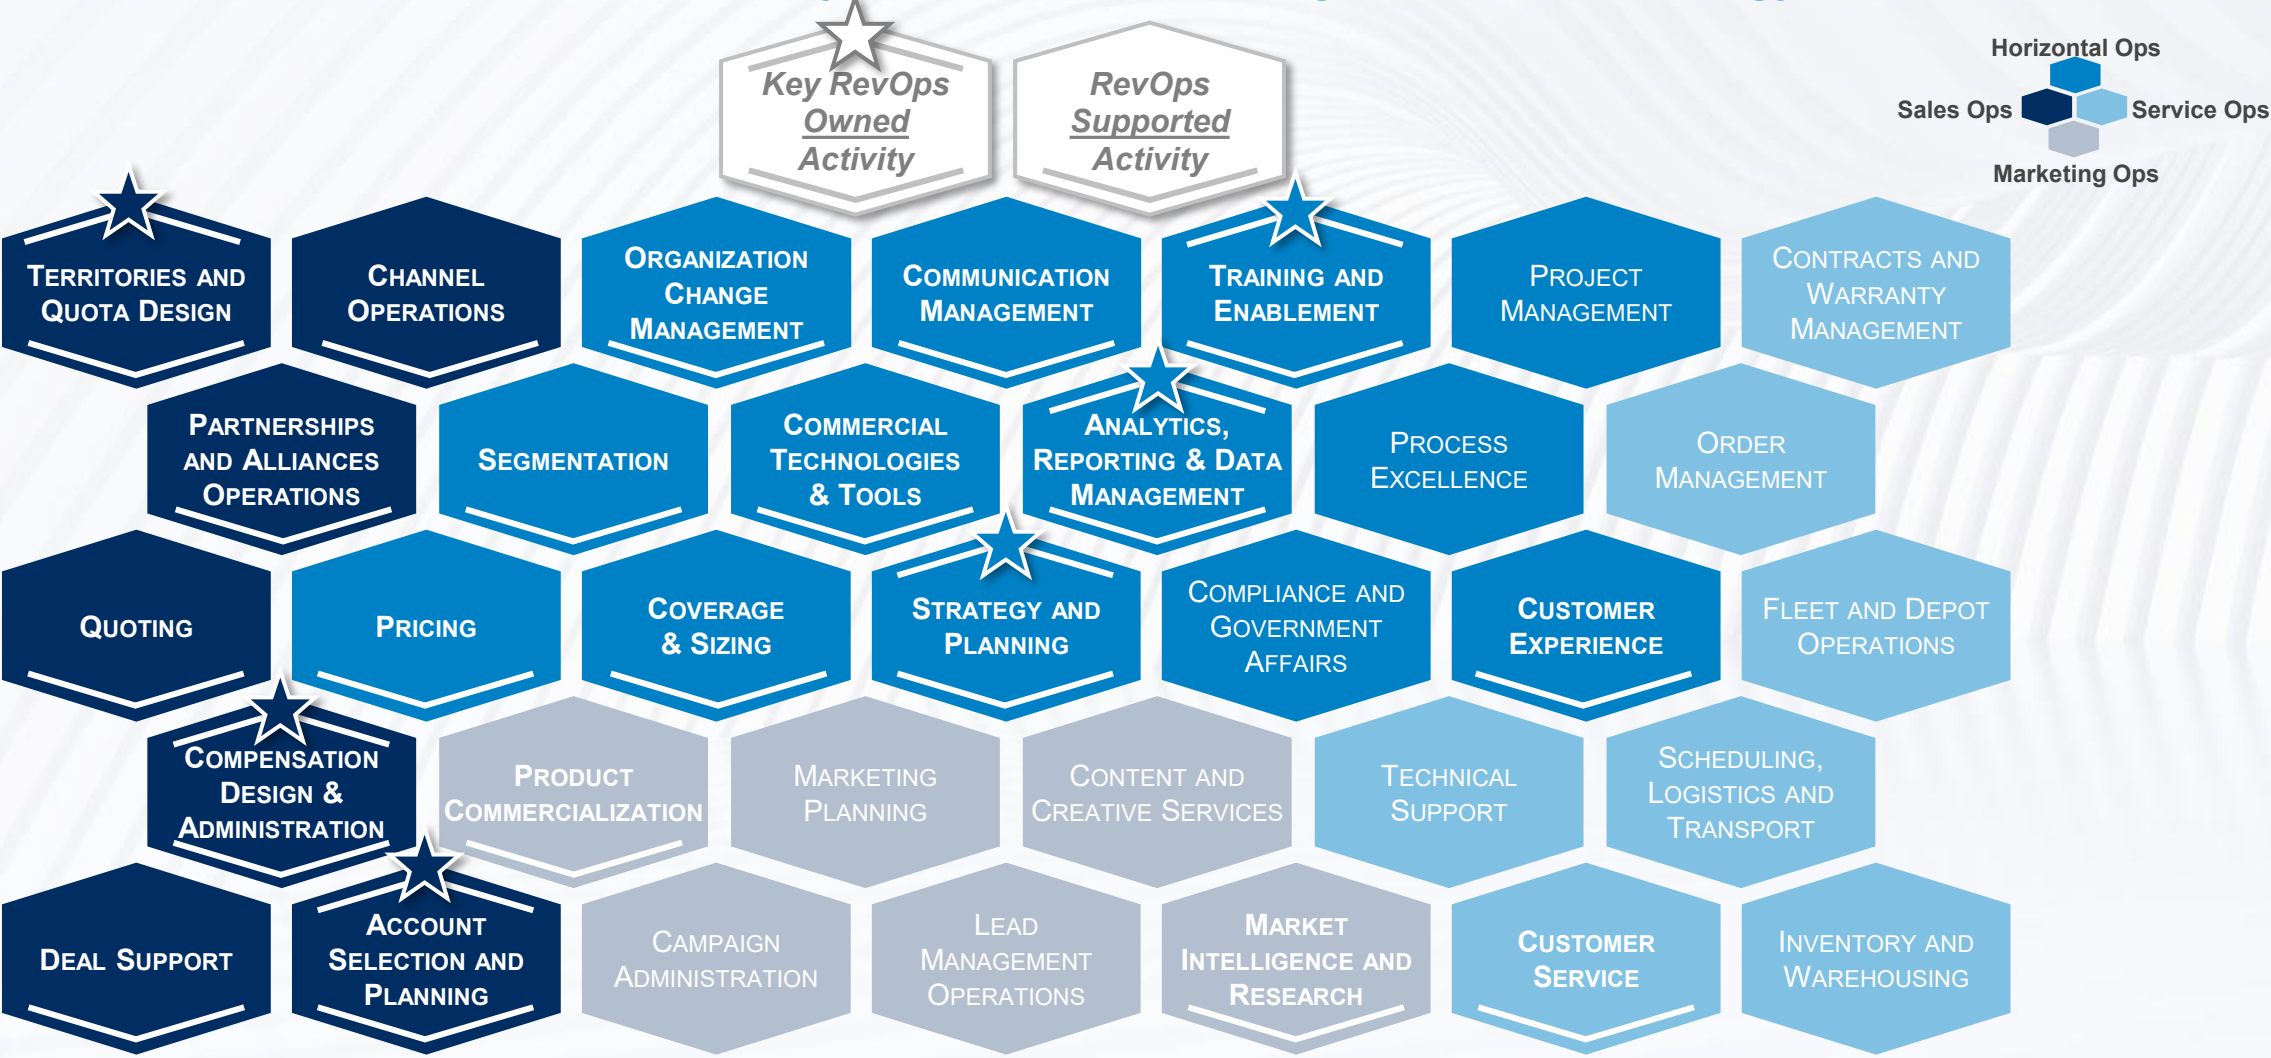 Key RevOps
Owned
Activity
RevOps
Supported
Activity
Horizontal Ops
Sales Ops
Service Ops
Marketing Ops
TERRITORIES AND
QUOTA DESIGN
CHANNEL
OPERATIONS
ORGANIZATION
CHANGE
MANAGEMENT
COMMUNICATION
MANAGEMENT
TRAINING AND
ENABLEMENT
PROJECT
MANAGEMENT
CONTRACTS AND
WARRANTY
MANAGEMENT
PARTNERSHIPS
AND ALLIANCES
OPERATIONS
SEGMENTATION
COMMERCIAL
TECHNOLOGIES
& TOOLS
ANALYTICS,
REPORTING & DATA
MANAGEMENT
PROCESS
EXCELLENCE
ORDER
MANAGEMENT
QUOTING
PRICING
COVERAGE
& SIZING
STRATEGY AND
PLANNING
COMPLIANCE AND
GOVERNMENT
AFFAIRS
CUSTOMER
EXPERIENCE
FLEET AND DEPOT
OPERATIONS
COMPENSATION
DESIGN &
ADMINISTRATION
PRODUCT
COMMERCIALIZATION
MARKETING
PLANNING
CONTENT AND
CREATIVE SERVICES
TECHNICAL
SUPPORT
SCHEDULING,
LOGISTICS AND
TRANSPORT
DEAL SUPPORT
ACCOUNT
SELECTION AND
PLANNING
CAMPAIGN
ADMINISTRATION
LEAD
MANAGEMENT
OPERATIONS
MARKET
INTELLIGENCE AND
RESEARCH
CUSTOMER
SERVICE
INVENTORY AND
WAREHOUSING